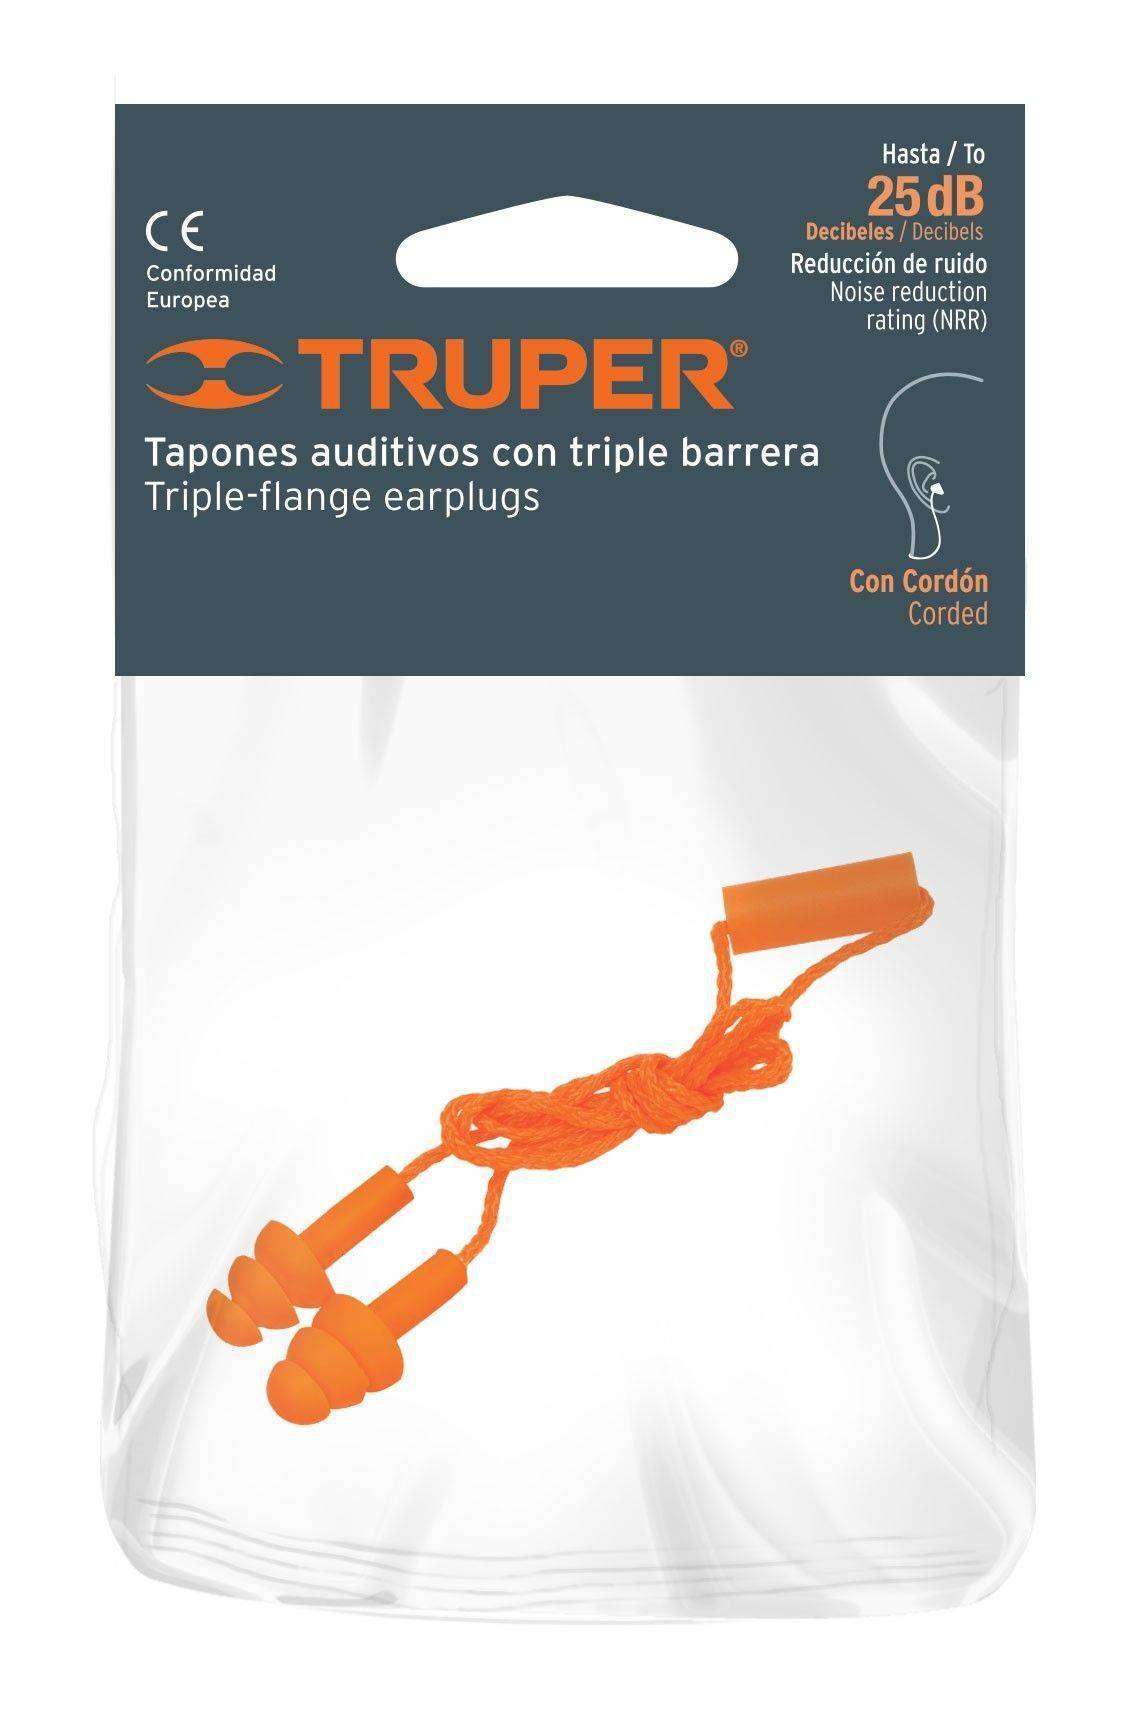 Hasta / To
25 dB
Decibeles / Decibels
Reducción de ruido
Noise reduction
rating (NRR)
CE
Conformidad
Europea
TRUPER®
Tapones auditivos con triple barrera
Triple-flange earplugs
Con Cordón
Corded